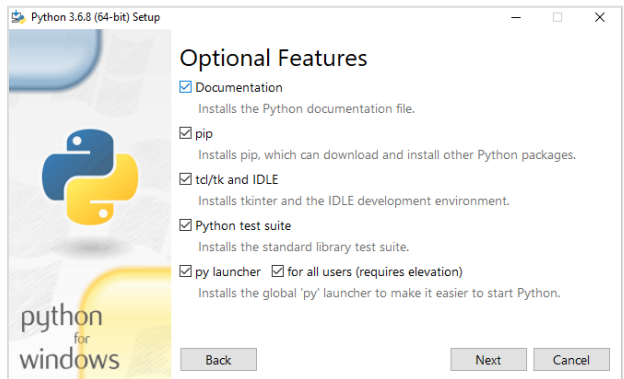 Python 3.6.8 (64-bit) Setup
Optional Features
Documentation
Installs the Python documentation file.
pip
Installs pip, which can download and install other Python packages.
tcl/tk and IDLE
Installs tkinter and the IDLE development environment.
Python test suite
Installs the standard library test suite.
py launcher for all users (requires elevation)
Installs the global 'py' launcher to make it easier to start Python.
python
for
windows
Back Next Cancel